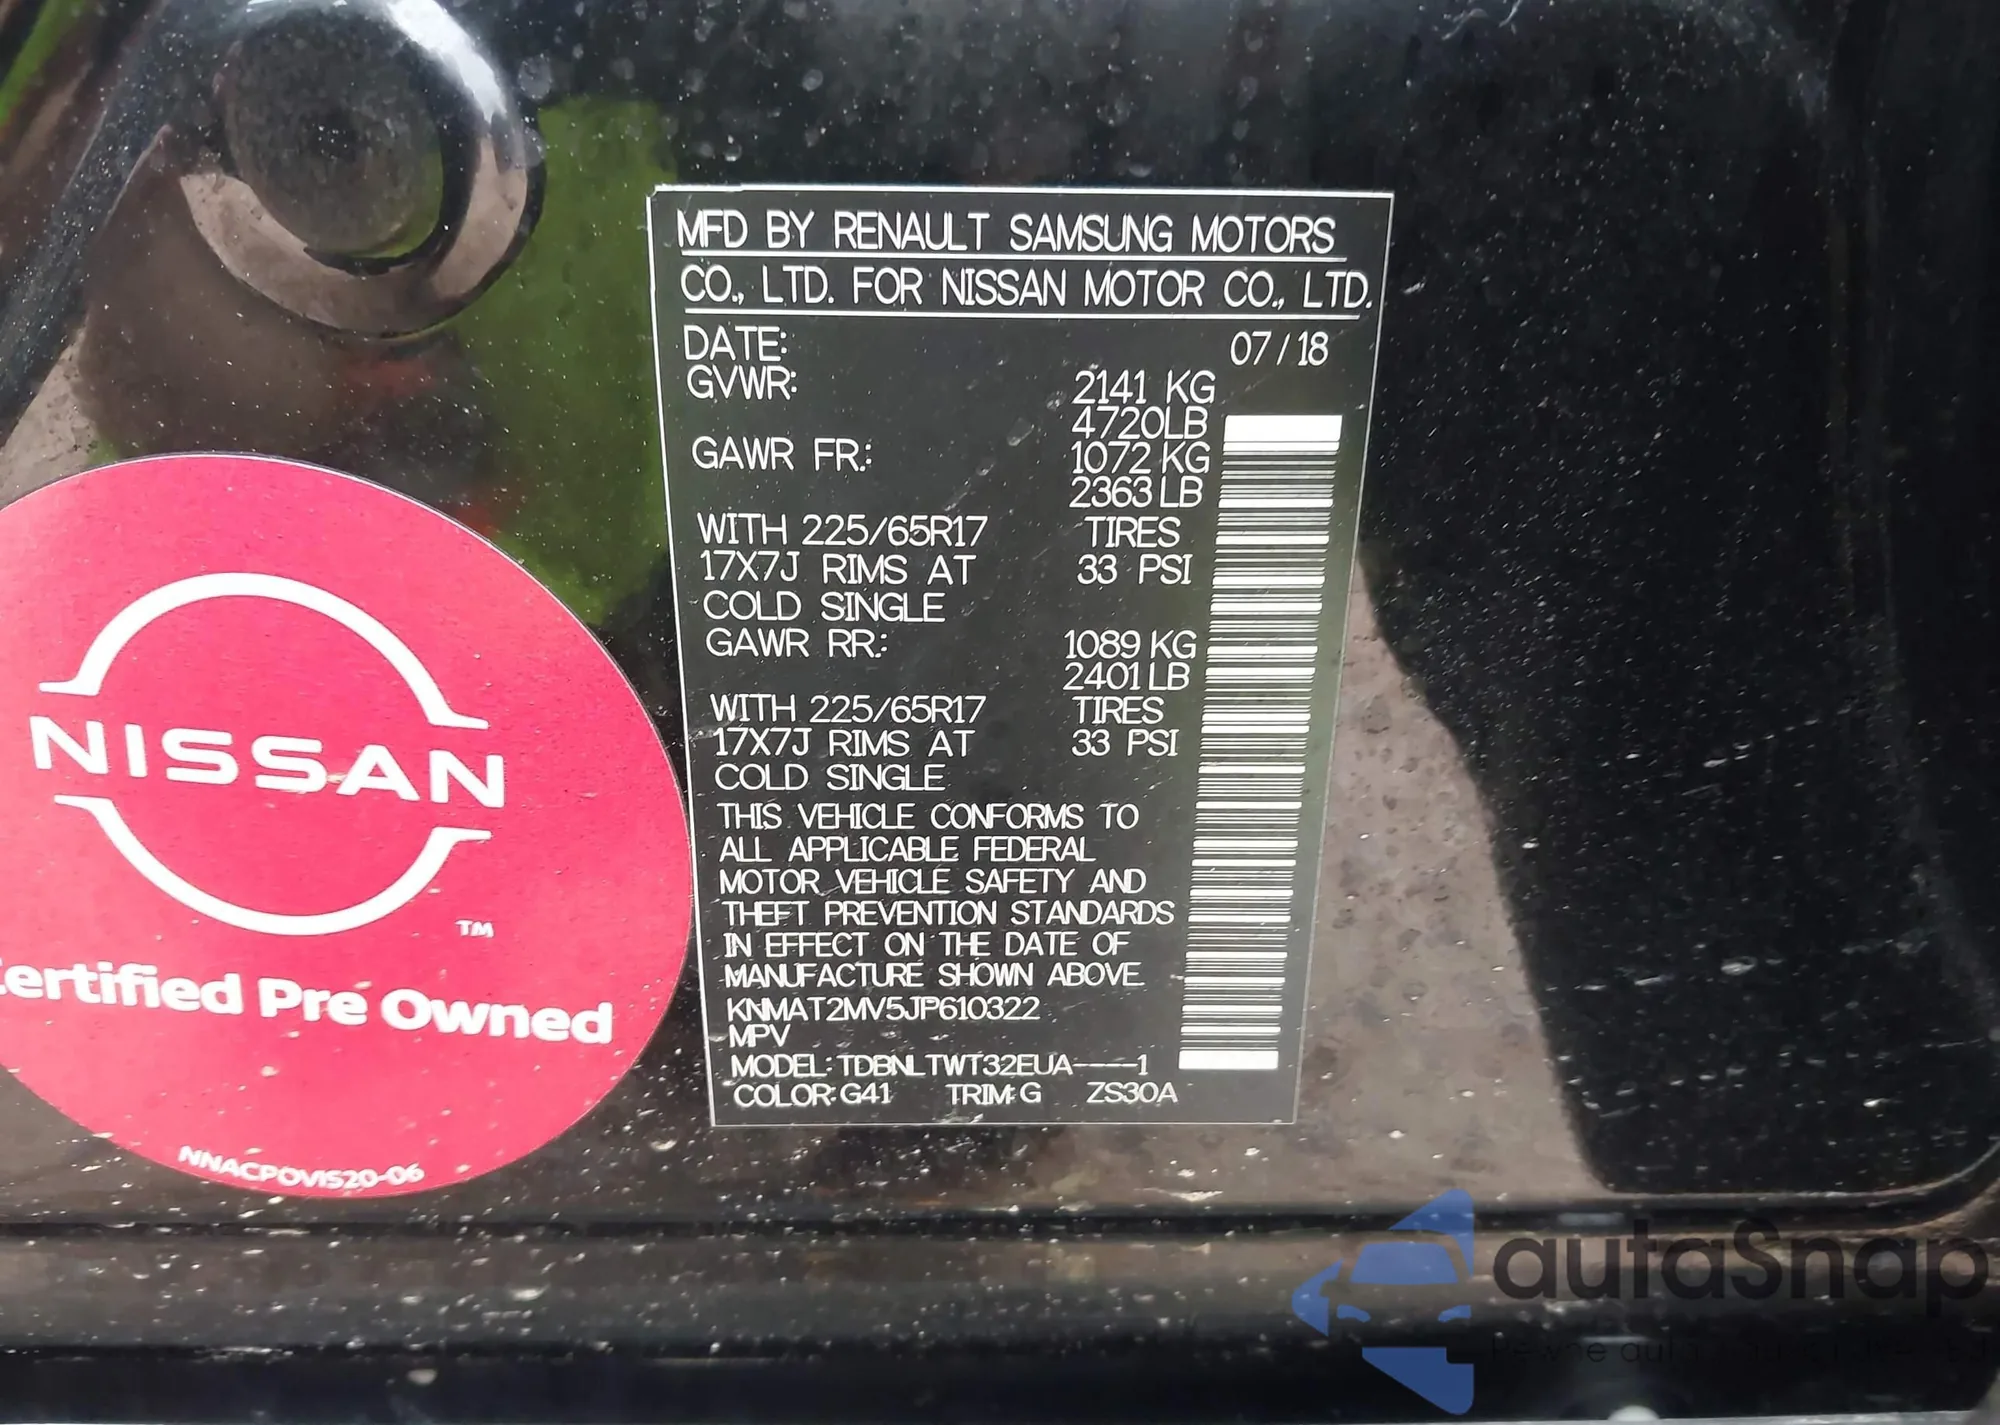 MFD BY RENAULT SAMSUNG MOTORS
CO., LTD. FOR NISSAN MOTOR CO., LTD.
DATE: 07/18
GVWR: 2141 KG
4720LB
GAWR FR.: 1072 KG
2363 LB
WITH 225/65R17 TIRES
17X7J RIMS AT 33 PSI
COLD SINGLE
GAWR RR.: 1089 KG
2401 LB
WITH 225/65R17 TIRES
17X7J RIMS AT 33 PSI
COLD SINGLE
THIS VEHICLE CONFORMS TO
ALL APPLICABLE FEDERAL
MOTOR VEHICLE SAFETY AND
THEFT PREVENTION STANDARDS
IN EFFECT ON THE DATE OF
MANUFACTURE SHOWN ABOVE.
KNMAT2MV5JP610322
MPV
MODEL: TDBNLTWT32EUA----1
COLOR: G41 TRIM: G ZS30A
NISSAN
TM
Certified Pre Owned
NNACPOVIS20-06
autaSnap